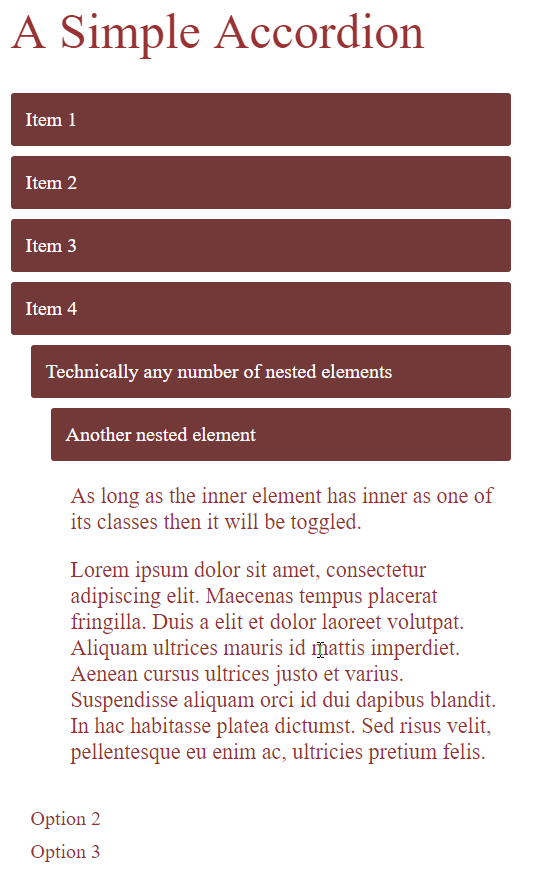 A Simple Accordion
Item 1
Item 2
Item 3
Item 4
Technically any number of nested elements
Another nested element
As long as the inner element has inner as one of
its classes then it will be toggled.
Lorem ipsum dolor sit amet, consectetur
adipiscing elit. Maecenas tempus placerat
fringilla. Duis a elit et dolor laoreet volutpat.
Aliquam ultrices mauris id mattis imperdiet.
Aenean cursus ultrices justo et varius.
Suspendisse aliquam orci id dui dapibus blandit.
In hac habitasse platea dictumst. Sed risus velit,
pellentesque eu enim ac, ultricies pretium felis.
Option 2
Option 3